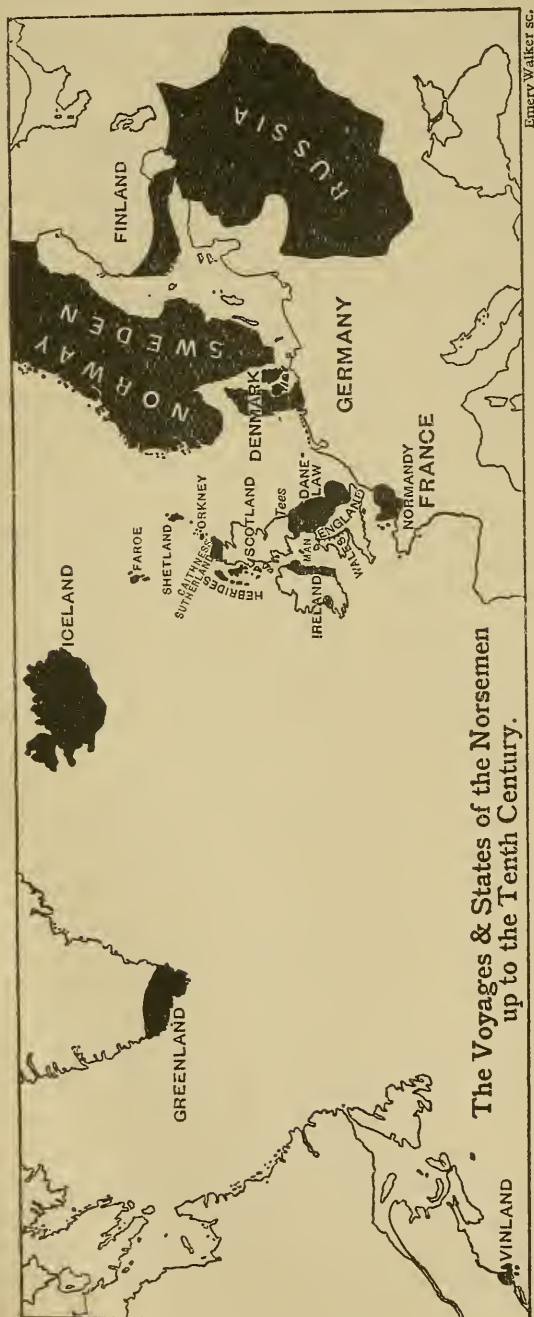 FINLAND
RUSSIA
NORWAY
SWEDEN
DENMARK
GERMANY
ICELAND
FAROE
SHETLAND
ORKNEY
CAITHNESS
SUTHERLAND
HEBRIDES
SCOTLAND
Tees
DANE-
LAW
MAN
ENGLAND
WALES
IRELAND
NORMANDY
FRANCE
GREENLAND
VINLAND
The Voyages & States of the Norsemen
up to the Tenth Century.
Emery Walker sc.